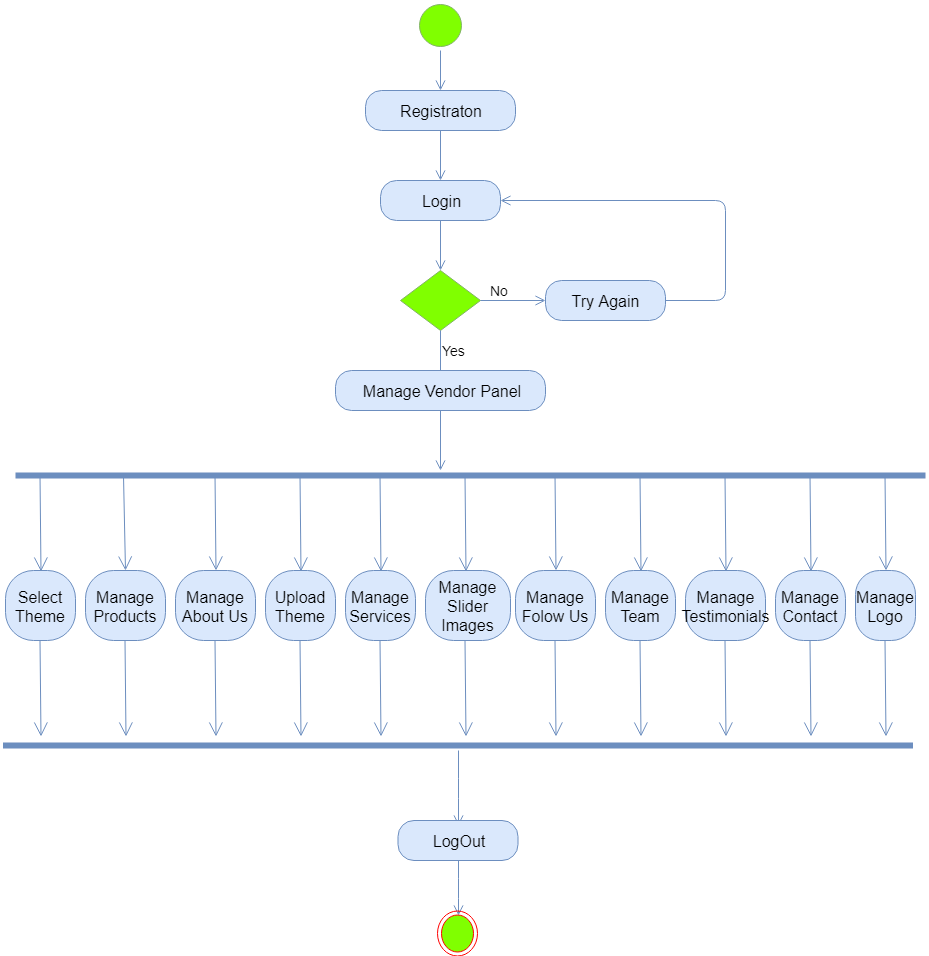 Registraton
Login
No
Try Again
Yes
Manage Vendor Panel
Select
Theme
Manage
Products
Manage
About Us
Upload
Theme
Manage
Services
Manage
Slider
Images
Manage
Folow Us
Manage
Team
Manage
Testimonials
Manage
Contact
Manage
Logo
LogOut